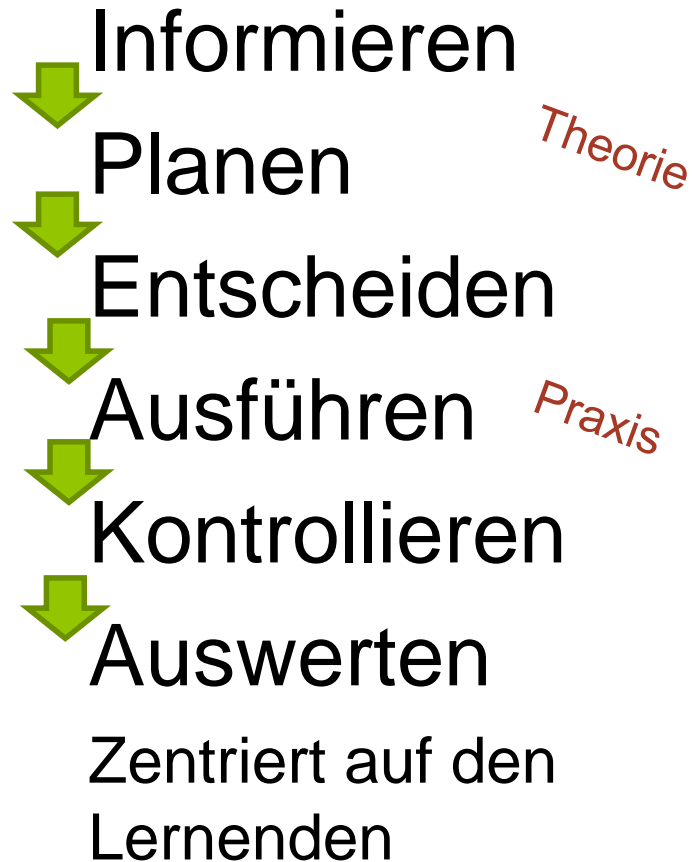 Informieren
Theorie
Planen
Entscheiden
Ausführen
Praxis
Kontrollieren
Auswerten
Zentriert auf den
Lernenden